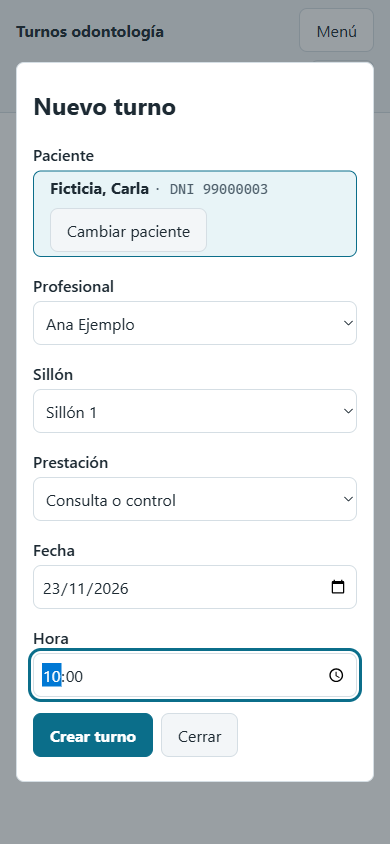 Turnos odontología
Menú
Nuevo turno
Paciente
Ficticia, Carla · DNI 99000003
Cambiar paciente
Profesional
Ana Ejemplo
Sillón
Sillón 1
Prestación
Consulta o control
Fecha
23/11/2026
Hora
10:00
Crear turno
Cerrar